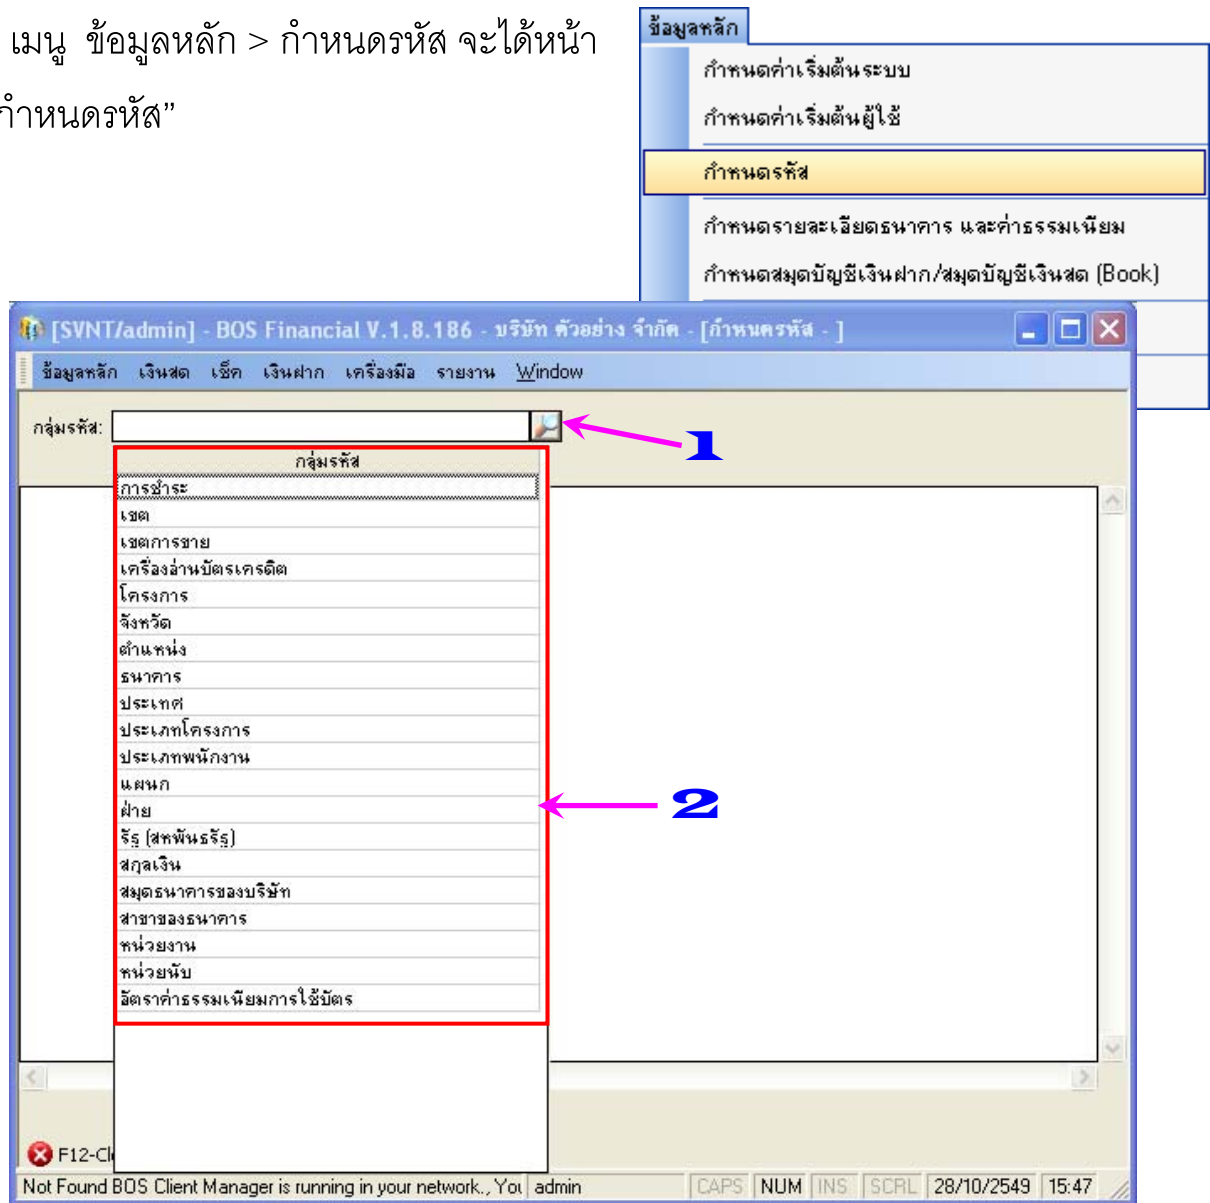 เมนู ข้อมูลหลัก > กำหนดรหัส จะได้หน้า
กำหนดรหัส”
ข้อมูลหลัก
กำหนดค่าเริ่มต้นระบบ
กำหนดค่าเริ่มต้นผู้ใช้
กำหนดรหัส
กำหนดรายละเอียดธนาคาร และค่าธรรมเนียม
กำหนดสมุดบัญชีเงินฝาก/สมุดบัญชีเงินสด (Book)
[SVNT/admin] - BOS Financial V.1.8.186 - บริษัท ตัวอย่าง จำกัด - [กำหนดรหัส - ]
ข้อมูลหลัก เงินสด เช็ค เงินฝาก เครื่องมือ รายงาน Window
กลุ่มรหัส:
1
กลุ่มรหัส
การชำระ
เขต
เขตการขาย
เครื่องอ่านบัตรเครดิต
โครงการ
จังหวัด
ตำแหน่ง
ธนาคาร
ประเทศ
ประเภทโครงการ
ประเภทพนักงาน
แผนก
ฝ่าย
2
รัฐ (สหพันธรัฐ)
สกุลเงิน
สมุดธนาคารของบริษัท
สาขาของธนาคาร
หน่วยงาน
หน่วยนับ
อัตราค่าธรรมเนียมการใช้บัตร
F12-Cl
Not Found BOS Client Manager is running in your network., You admin CAPS NUM INS SCRL 28/10/2549 15:47